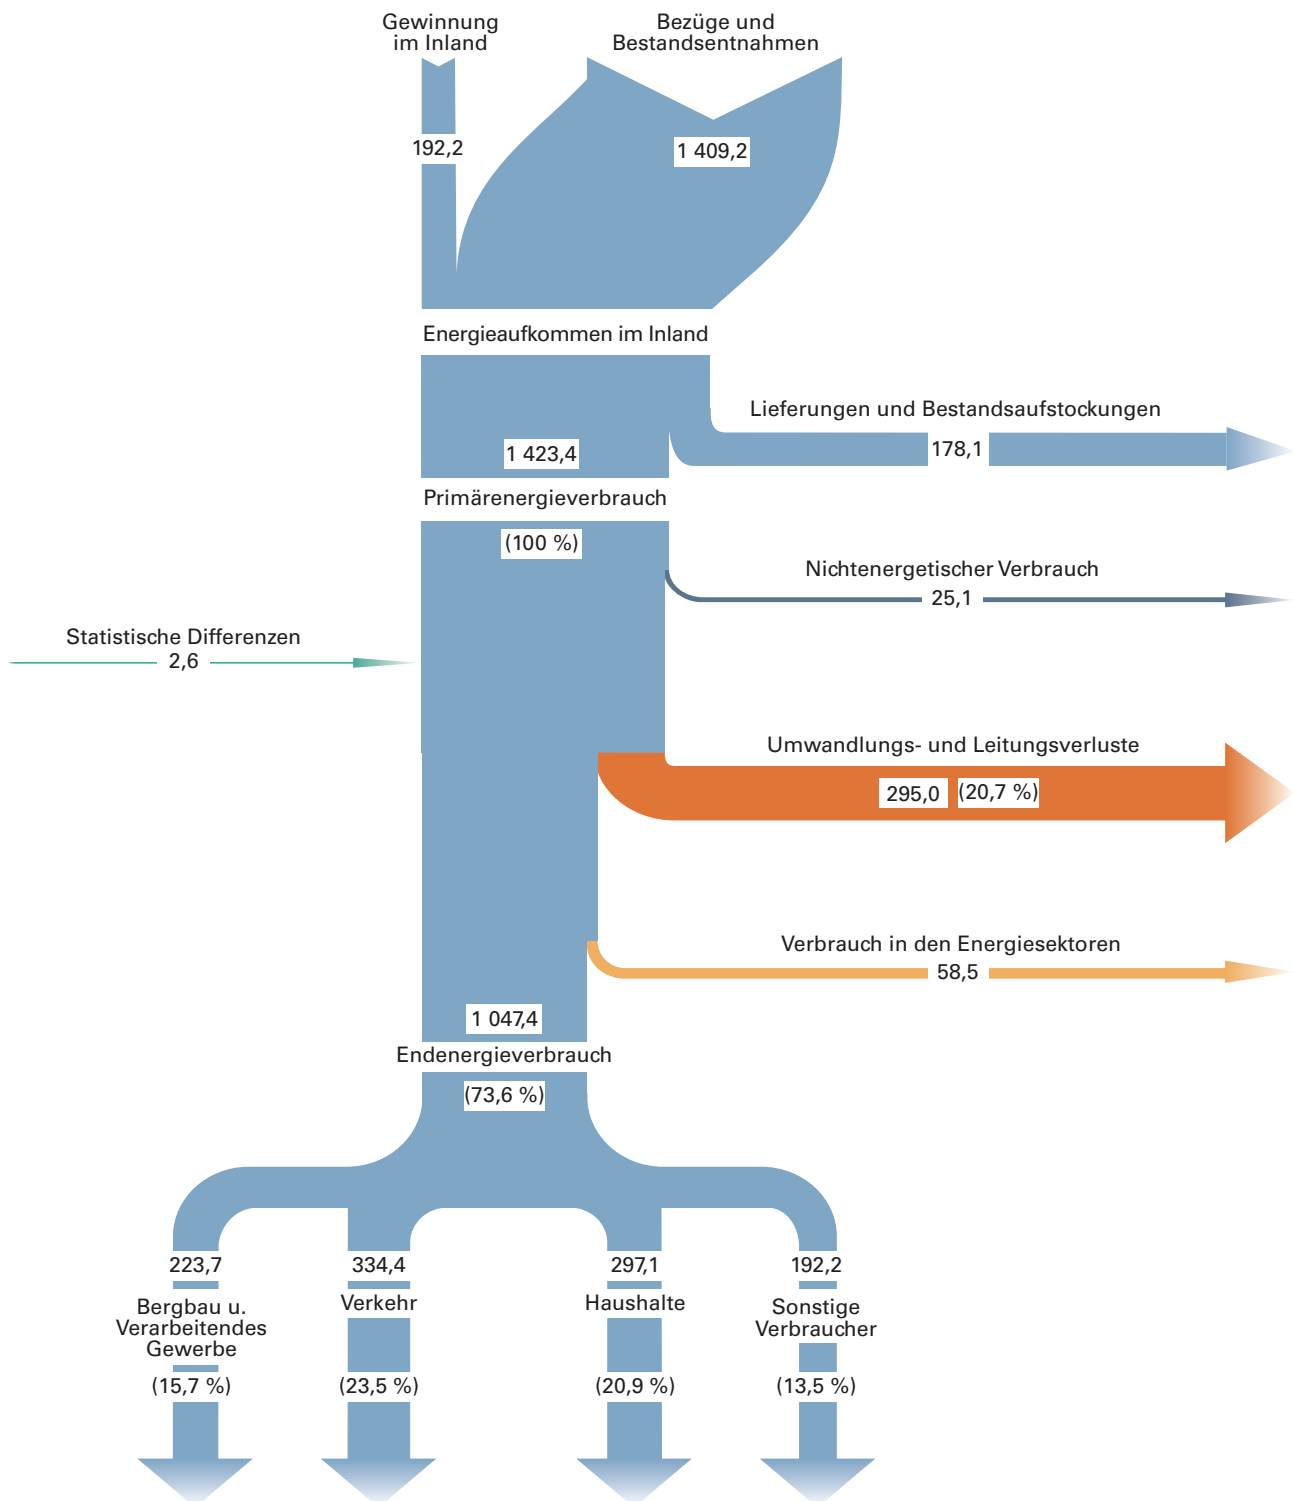 Gewinnung
im Inland
Bezüge und
Bestandsentnahmen
192,2
1 409,2
Energieaufkommen im Inland
Lieferungen und Bestandsaufstockungen
178,1
1 423,4
Primärenergieverbrauch
(100 %)
Nichtenergetischer Verbrauch
25,1
Statistische Differenzen
2,6
Umwandlungs- und Leitungsverluste
295,0 (20,7 %)
Verbrauch in den Energiesektoren
58,5
1 047,4
Endenergieverbrauch
(73,6 %)
223,7
334,4
297,1
192,2
Bergbau u.
Verarbeitendes
Gewerbe
Verkehr
Haushalte
Sonstige
Verbraucher
(15,7 %)
(23,5 %)
(20,9 %)
(13,5 %)